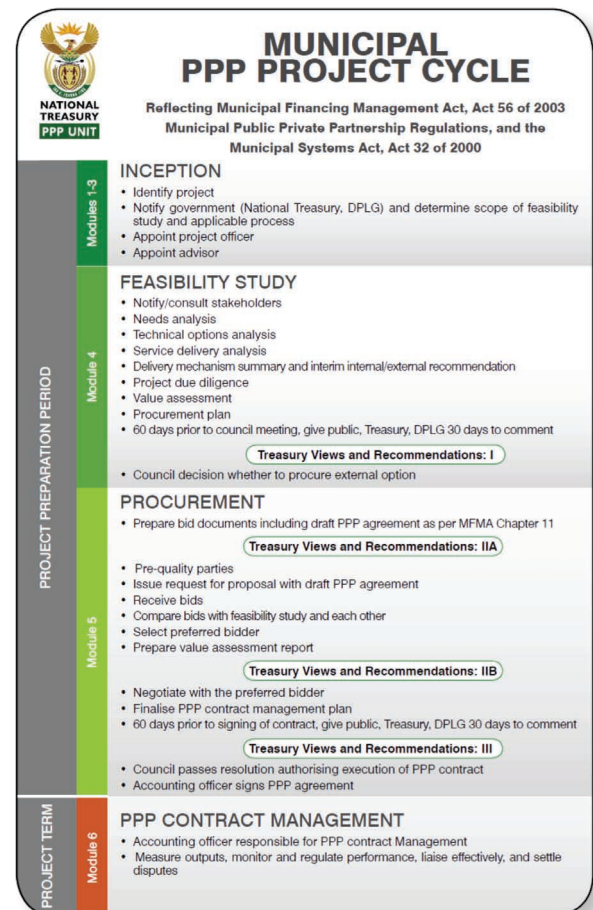 NATIONAL
TREASURY
PPP UNIT
MUNICIPAL
PPP PROJECT CYCLE
Reflecting Municipal Financing Management Act, Act 56 of 2003
Municipal Public Private Partnership Regulations, and the
Municipal Systems Act, Act 32 of 2000
PROJECT PREPARATION PERIOD
Modules 1-3
INCEPTION
• Identify project
• Notify government (National Treasury, DPLG) and determine scope of feasibility
study and applicable process
• Appoint project officer
• Appoint advisor
Module 4
FEASIBILITY STUDY
• Notify/consult stakeholders
• Needs analysis
• Technical options analysis
• Service delivery analysis
• Delivery mechanism summary and interim internal/external recommendation
• Project due diligence
• Value assessment
• Procurement plan
• 60 days prior to council meeting, give public, Treasury, DPLG 30 days to comment
Treasury Views and Recommendations: I
• Council decision whether to procure external option
Module 5
PROCUREMENT
• Prepare bid documents including draft PPP agreement as per MFMA Chapter 11
Treasury Views and Recommendations: IIA
• Pre-quality parties
• Issue request for proposal with draft PPP agreement
• Receive bids
• Compare bids with feasibility study and each other
• Select preferred bidder
• Prepare value assessment report
Treasury Views and Recommendations: IIB
• Negotiate with the preferred bidder
• Finalise PPP contract management plan
• 60 days prior to signing of contract, give public, Treasury, DPLG 30 days to comment
Treasury Views and Recommendations: III
• Council passes resolution authorising execution of PPP contract
• Accounting officer signs PPP agreement
PROJECT TERM
Module 6
PPP CONTRACT MANAGEMENT
• Accounting officer responsible for PPP contract Management
• Measure outputs, monitor and regulate performance, liaise effectively, and settle
disputes